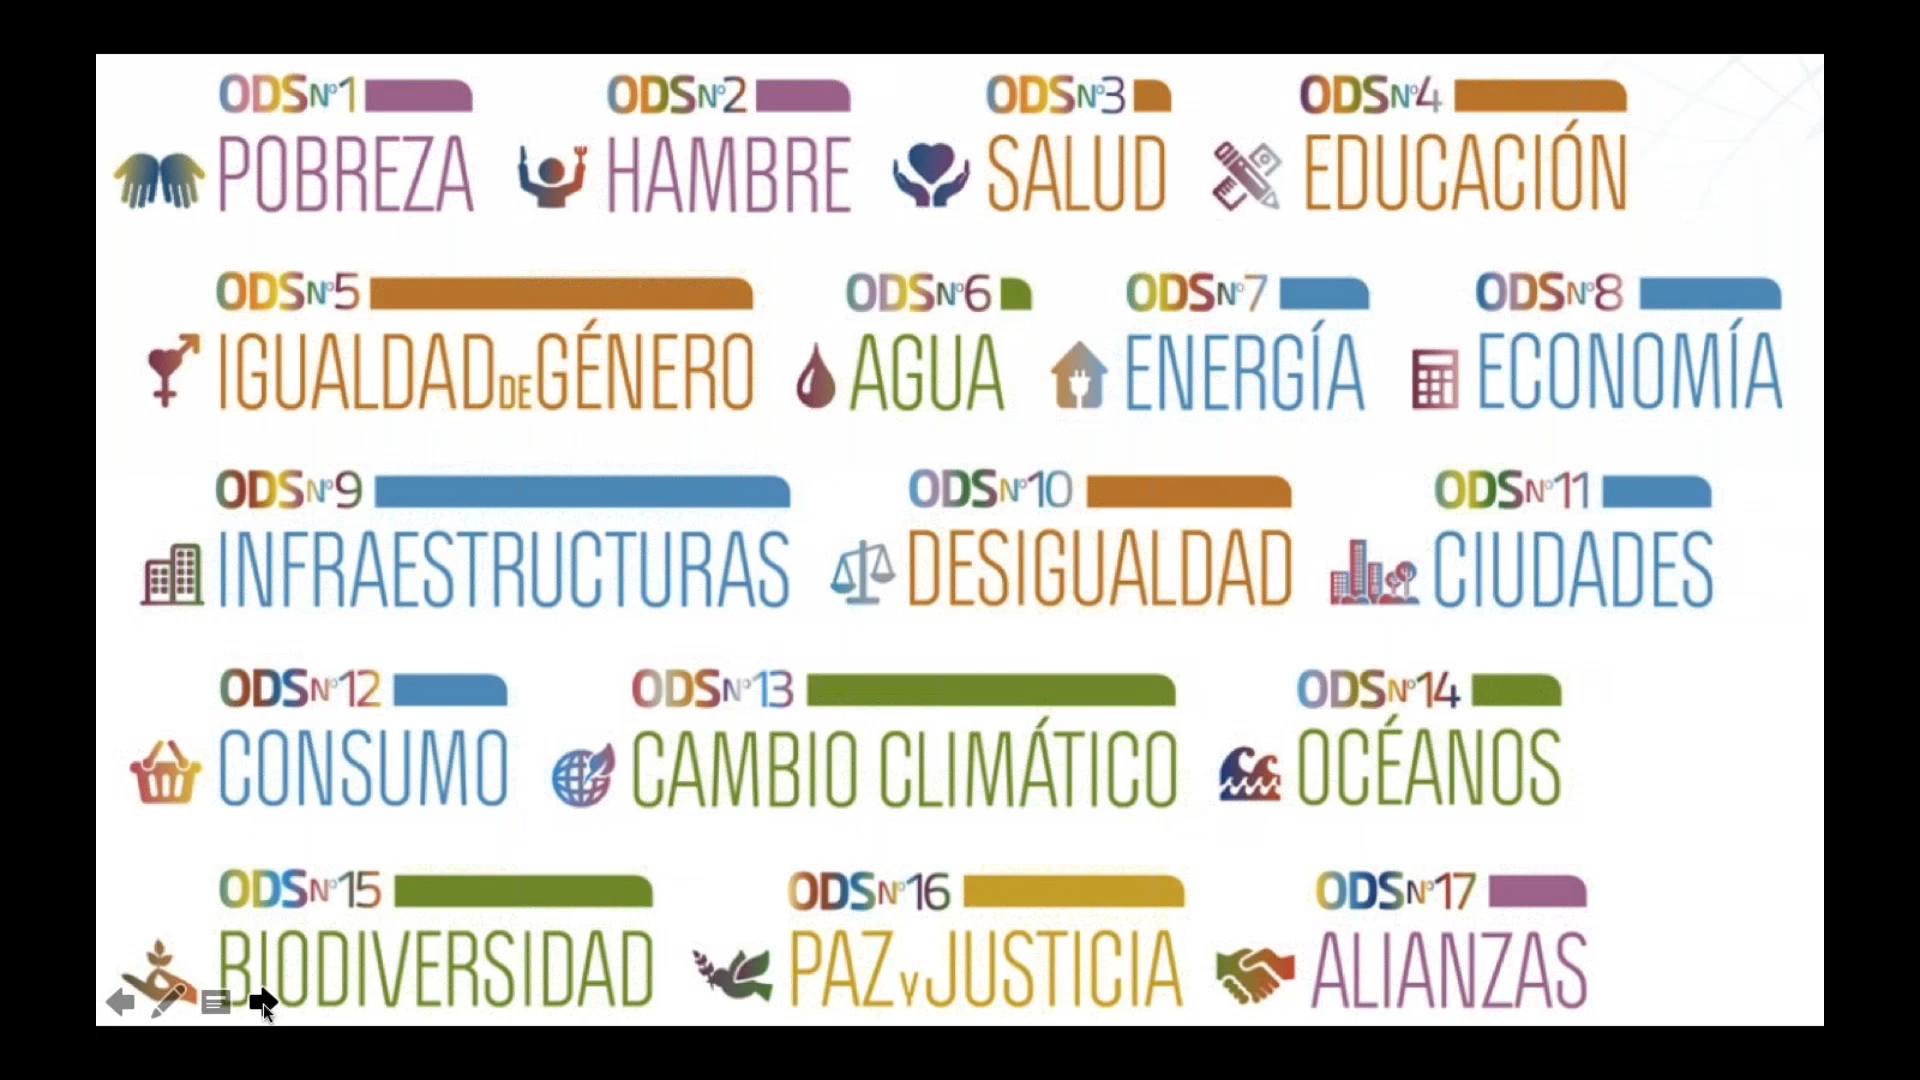 ODS Nº1 ODS Nº2 ODS Nº3 ODS Nº4
POBREZA HAMBRE SALUD EDUCACIÓN
ODS Nº5 ODS Nº6 ODS Nº7 ODS Nº8
IGUALDAD DE GÉNERO AGUA ENERGÍA ECONOMÍA
ODS Nº9 ODS Nº10 ODS Nº11
INFRAESTRUCTURAS DESIGUALDAD CIUDADES
ODS Nº12 ODS Nº13 ODS Nº14
CONSUMO CAMBIO CLIMÁTICO OCÉANOS
ODS Nº15 ODS Nº16 ODS Nº17
BIODIVERSIDAD PAZ Y JUSTICIA ALIANZAS